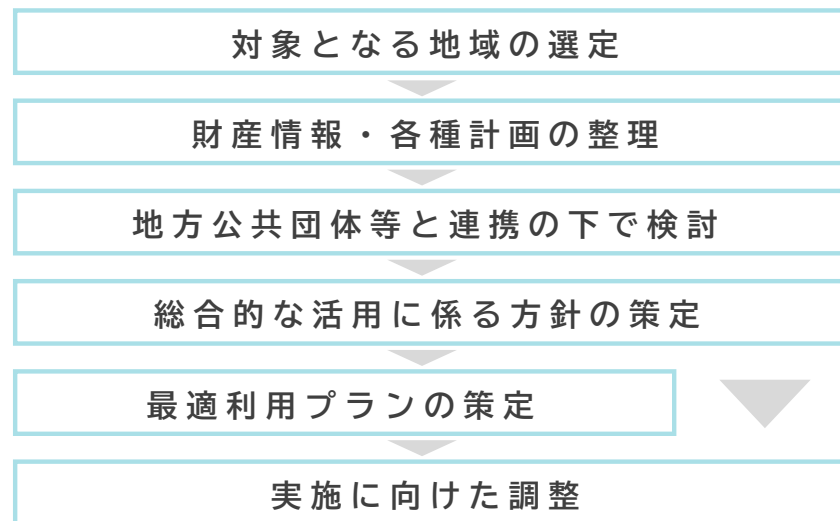 対象となる地域の選定
財産情報・各種計画の整理
地方公共団体等と連携の下で検討
総合的な活用に係る方針の策定
最適利用プランの策定
実施に向けた調整